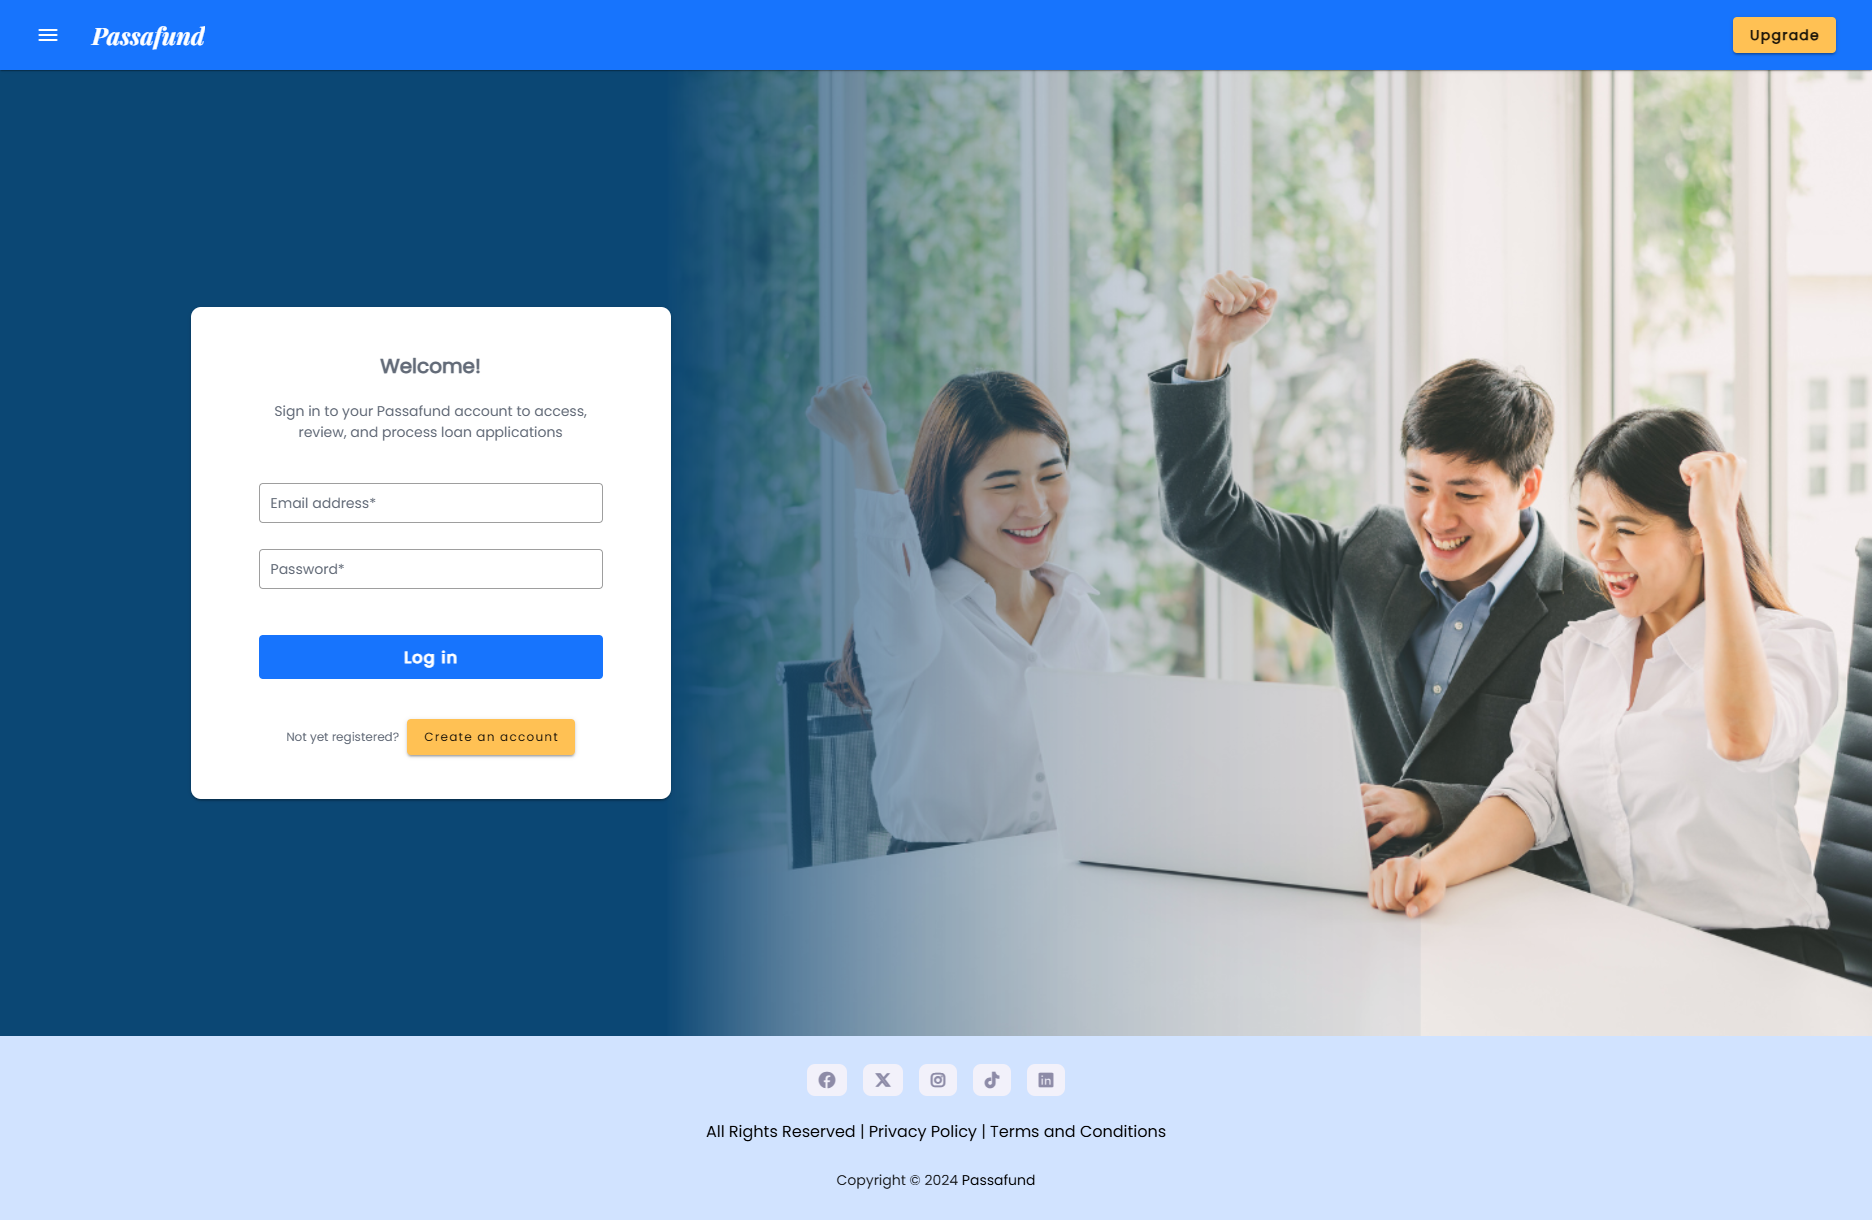 Passafund
Upgrade
Welcome!
Sign in to your Passafund account to access,
review, and process loan applications
Email address*
Password*
Log in
Not yet registered? Create an account
All Rights Reserved | Privacy Policy | Terms and Conditions
Copyright © 2024 Passafund